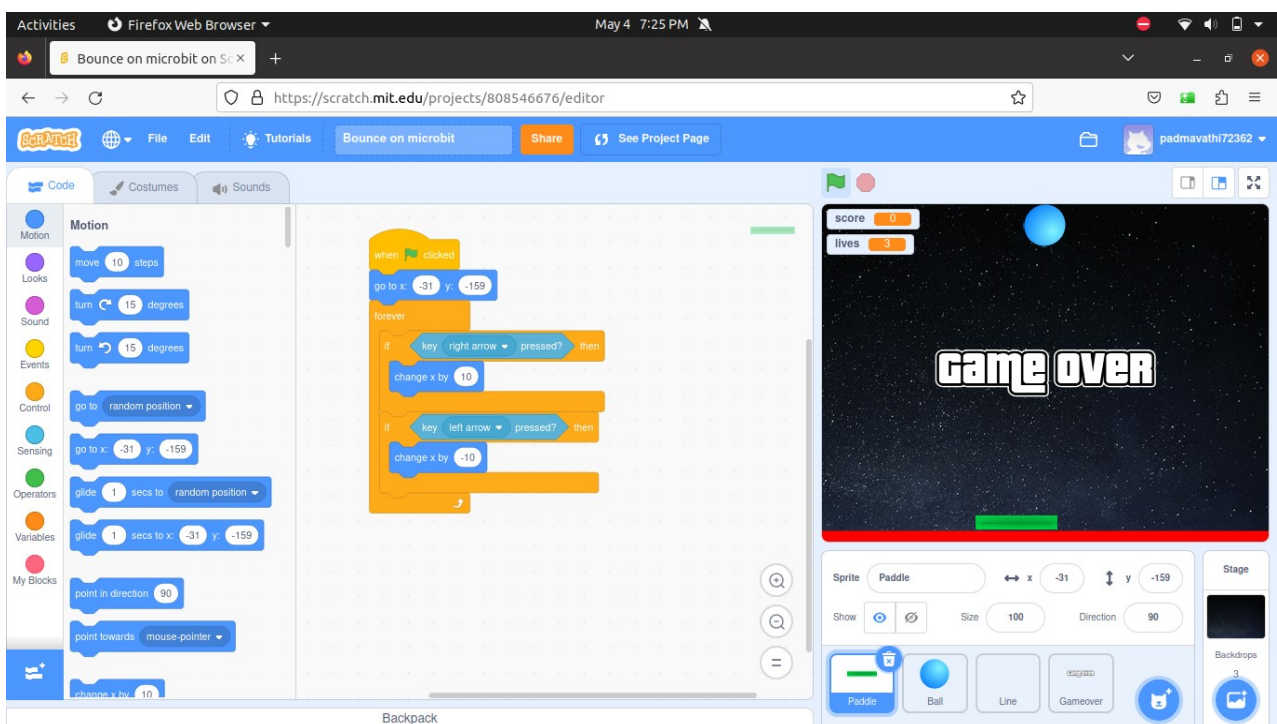 Activities
Firefox Web Browser
May 4 7:25 PM
Bounce on microbit on Sc
https://scratch.mit.edu/projects/808546676/editor
SCRATCH
File
Edit
Tutorials
Bounce on microbit
Share
See Project Page
padmavathi72362
Code
Costumes
Sounds
Motion
Looks
Sound
Events
Control
Sensing
Operators
Variables
My Blocks
Motion
move 10 steps
turn 15 degrees
turn 15 degrees
go to random position
go to x: -31 y: -159
glide 1 secs to random position
glide 1 secs to x: -31 y: -159
point in direction 90
point towards mouse-pointer
change x by 10
when clicked
go to x: -31 y: -159
forever
if key right arrow pressed? then
change x by 10
if key left arrow pressed? then
change x by -10
Backpack
score 0
lives 3
Game OVER
Sprite Paddle x -31 y -159
Show Size 100 Direction 90
Paddle
Ball
Line
Gameover
Stage
Backdrops
3